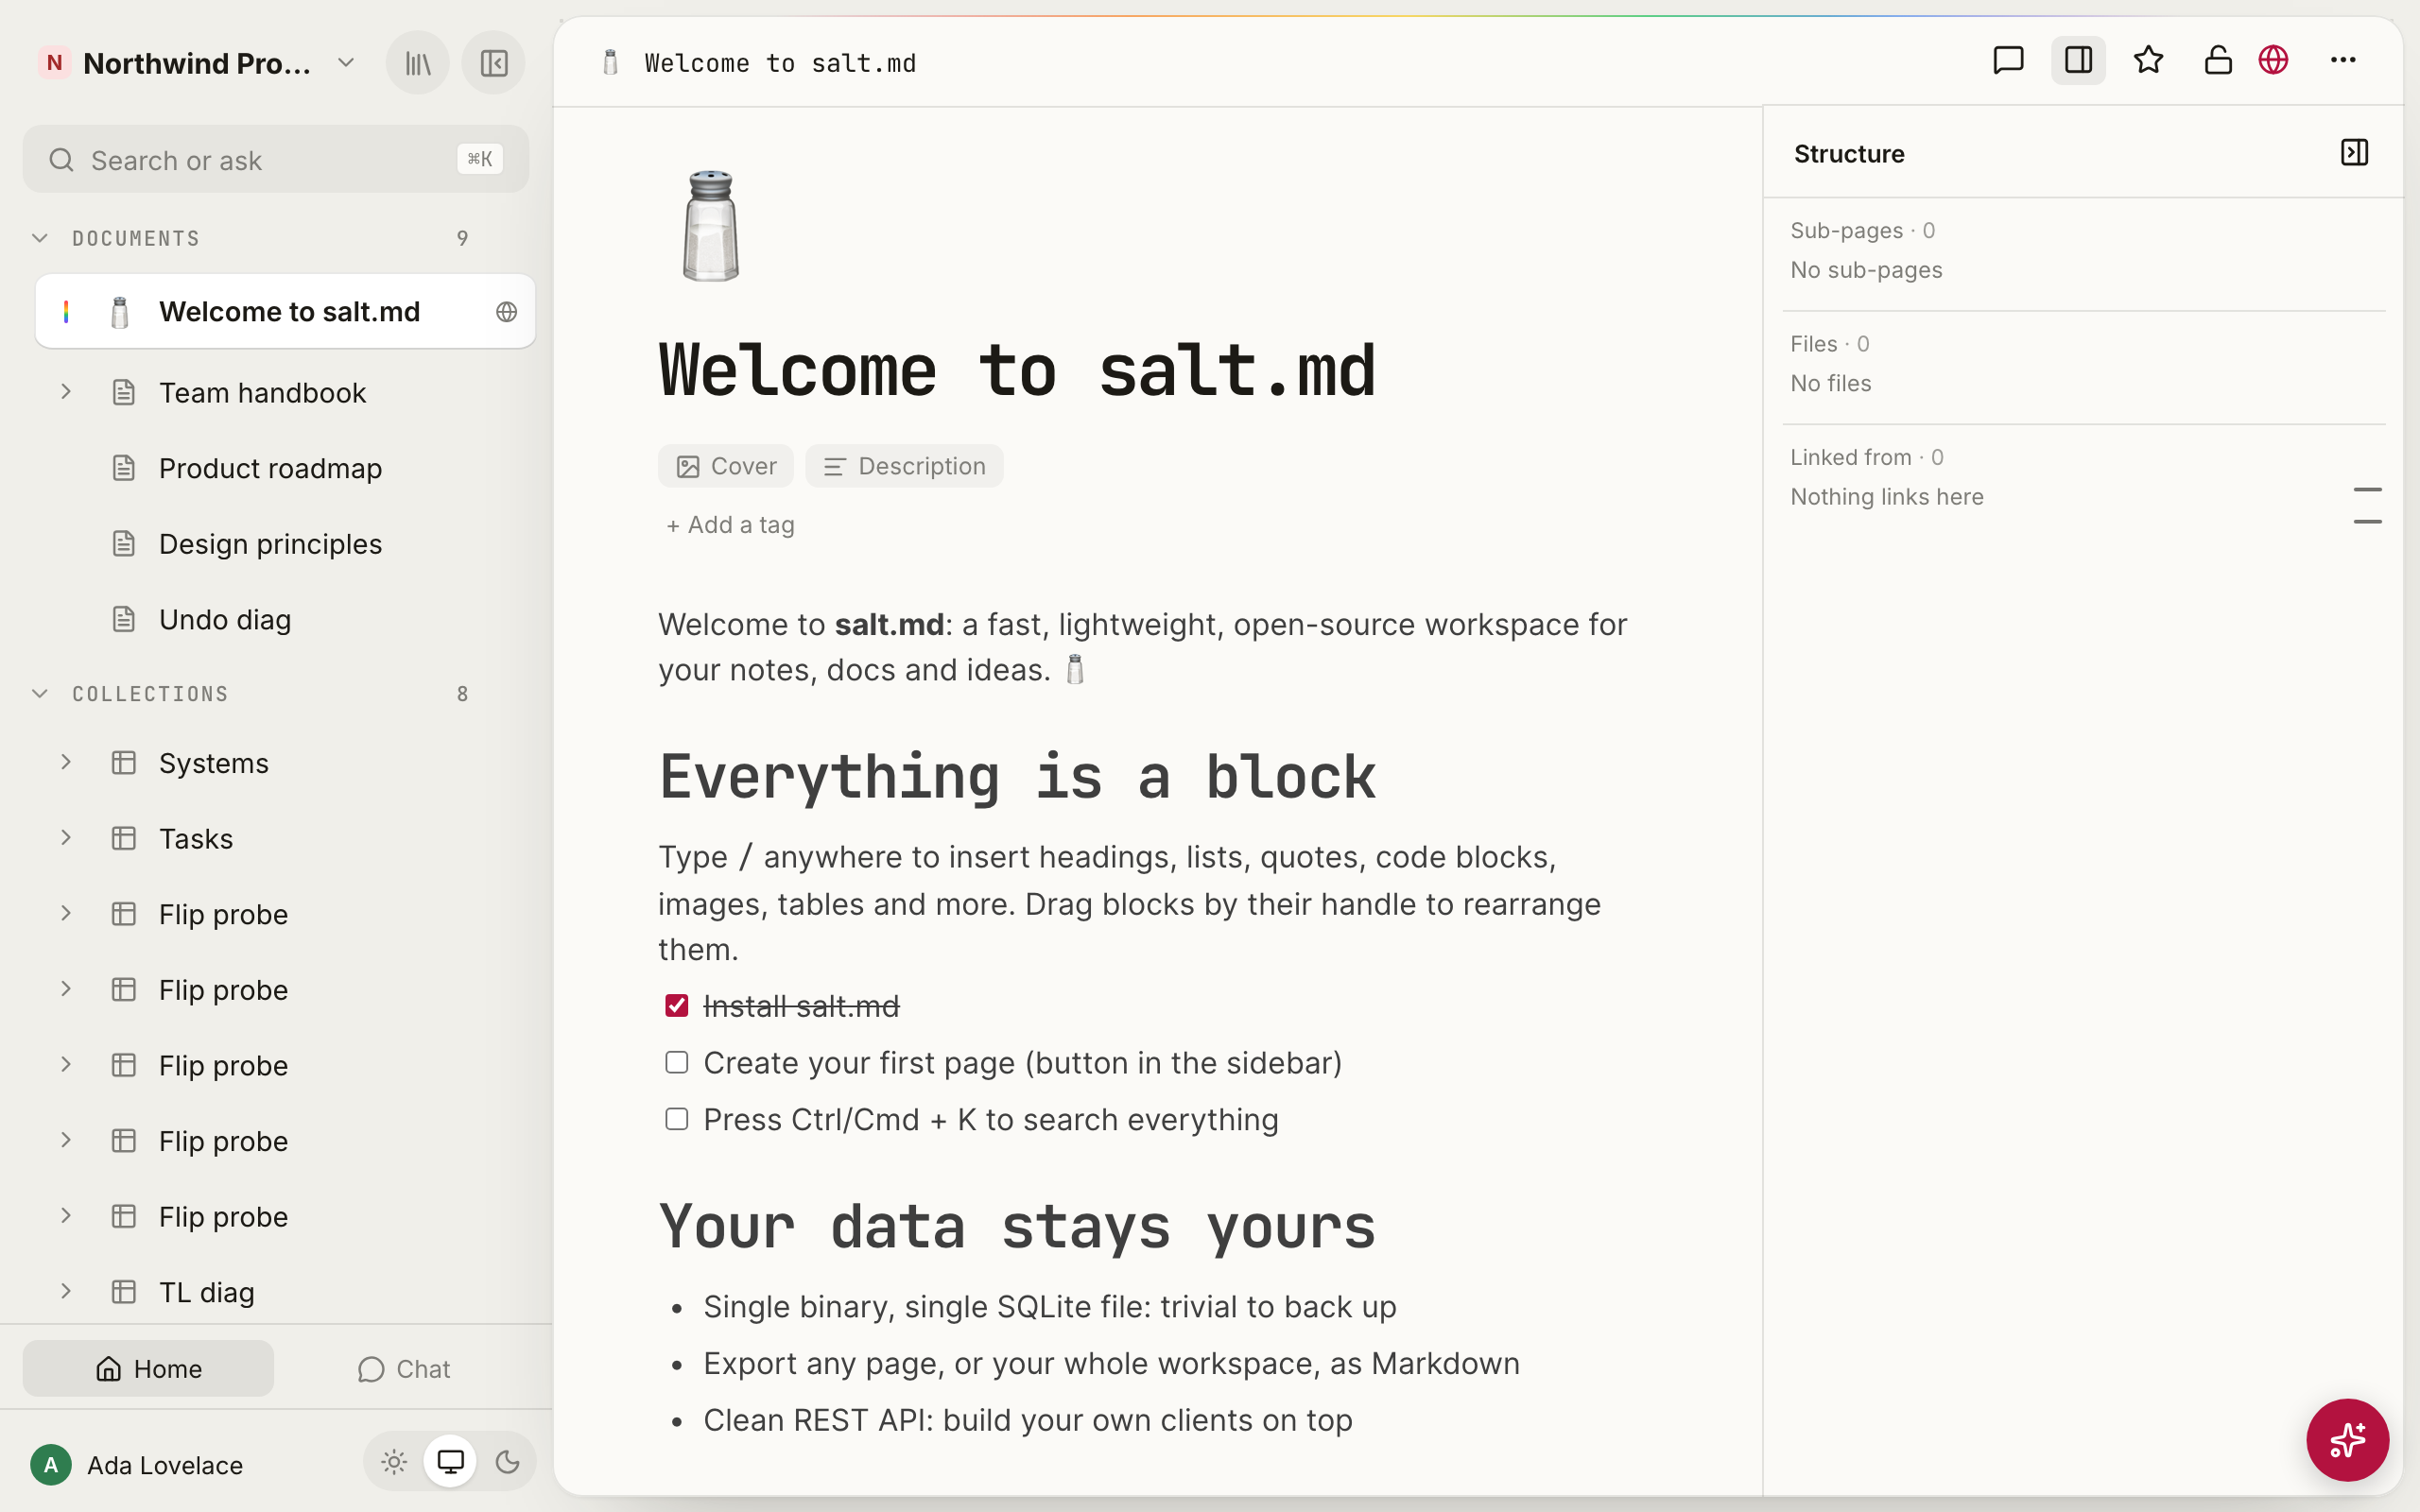 N Northwind Pro...
Search or ask ⌘K
DOCUMENTS 9
Welcome to salt.md
Team handbook
Product roadmap
Design principles
Undo diag
COLLECTIONS 8
Systems
Tasks
Flip probe
Flip probe
Flip probe
Flip probe
Flip probe
TL diag
Home Chat
A Ada Lovelace
Welcome to salt.md
Welcome to salt.md
Cover Description
+ Add a tag
Welcome to salt.md: a fast, lightweight, open-source workspace for
your notes, docs and ideas.
Everything is a block
Type / anywhere to insert headings, lists, quotes, code blocks,
images, tables and more. Drag blocks by their handle to rearrange
them.
Install salt.md
Create your first page (button in the sidebar)
Press Ctrl/Cmd + K to search everything
Your data stays yours
• Single binary, single SQLite file: trivial to back up
• Export any page, or your whole workspace, as Markdown
• Clean REST API: build your own clients on top
Structure
Sub-pages · 0
No sub-pages
Files · 0
No files
Linked from · 0
Nothing links here